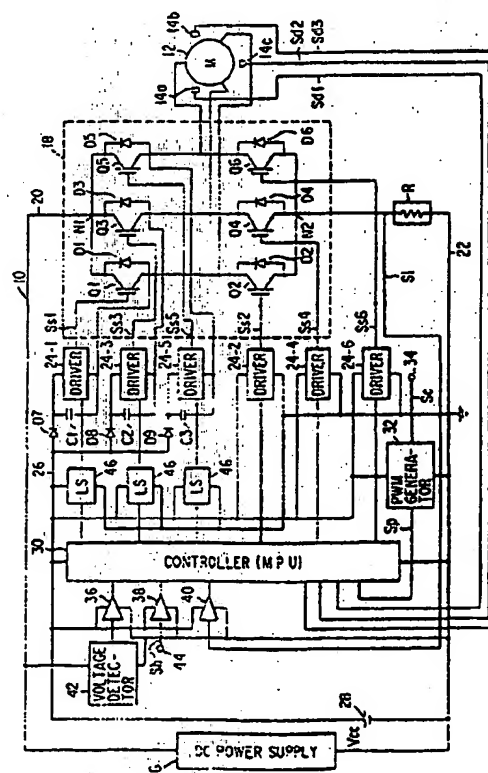 14b
12
M
14c
14a
Sd2
Sd3
Sd1
18
20
10
D5
D3
D1
N1
Q5
Q3
Q1
D6
D4
D2
N2
Q6
Q4
Q2
R
22
Si
Ss1
Ss3
Ss5
Ss2
Ss4
Ss6
24-1
DRIVER
24-3
DRIVER
24-5
DRIVER
24-2
DRIVER
24-4
DRIVER
24-6
DRIVER
D7
D8
D9
C1
C2
C3
26
LS
46
LS
46
LS
46
34
Sc
32
PWM GENERA-
TOR
Sp
30
CONTROLLER (MPU)
36
38
40
Sb
44
42
VOLTAGE
DETEC-
TOR
Vcc
28
G
DC POWER SUPPLY